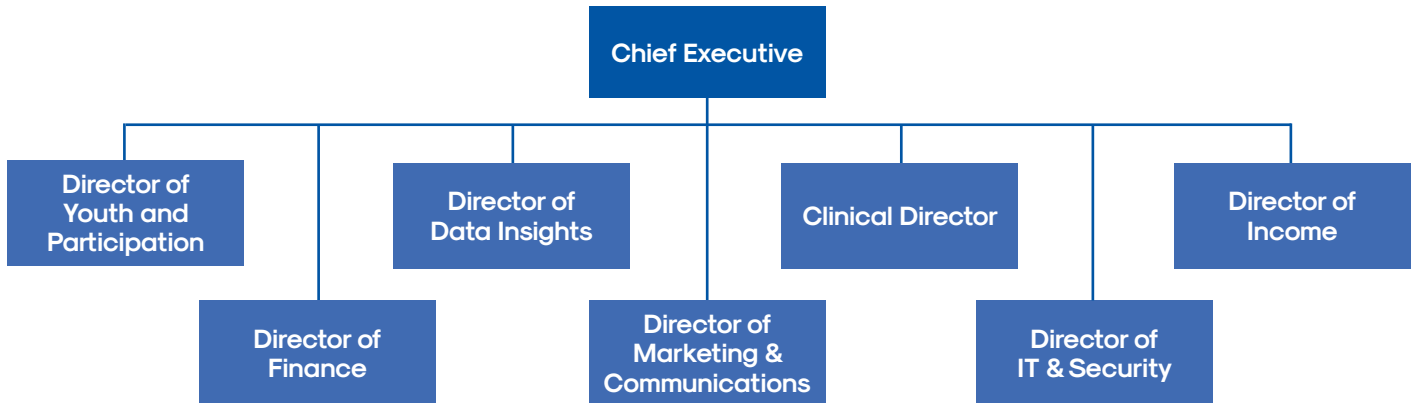 Chief Executive
Director of
Youth and
Participation
Director of
Data Insights
Clinical Director
Director of
Income
Director of
Finance
Director of
Marketing &
Communications
Director of
IT & Security